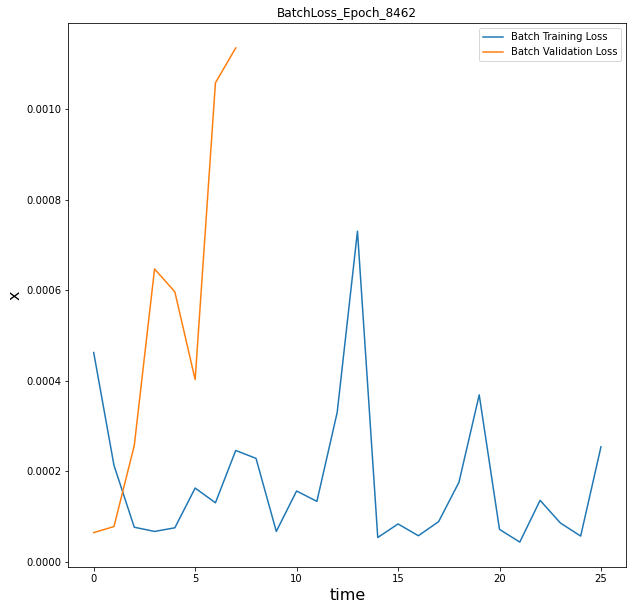 BatchLoss_Epoch_8462
Batch Training Loss
Batch Validation Loss
0.0010
0.0008
0.0006
0.0004
0.0002
0.0000
x
0 5 10 15 20 25
time